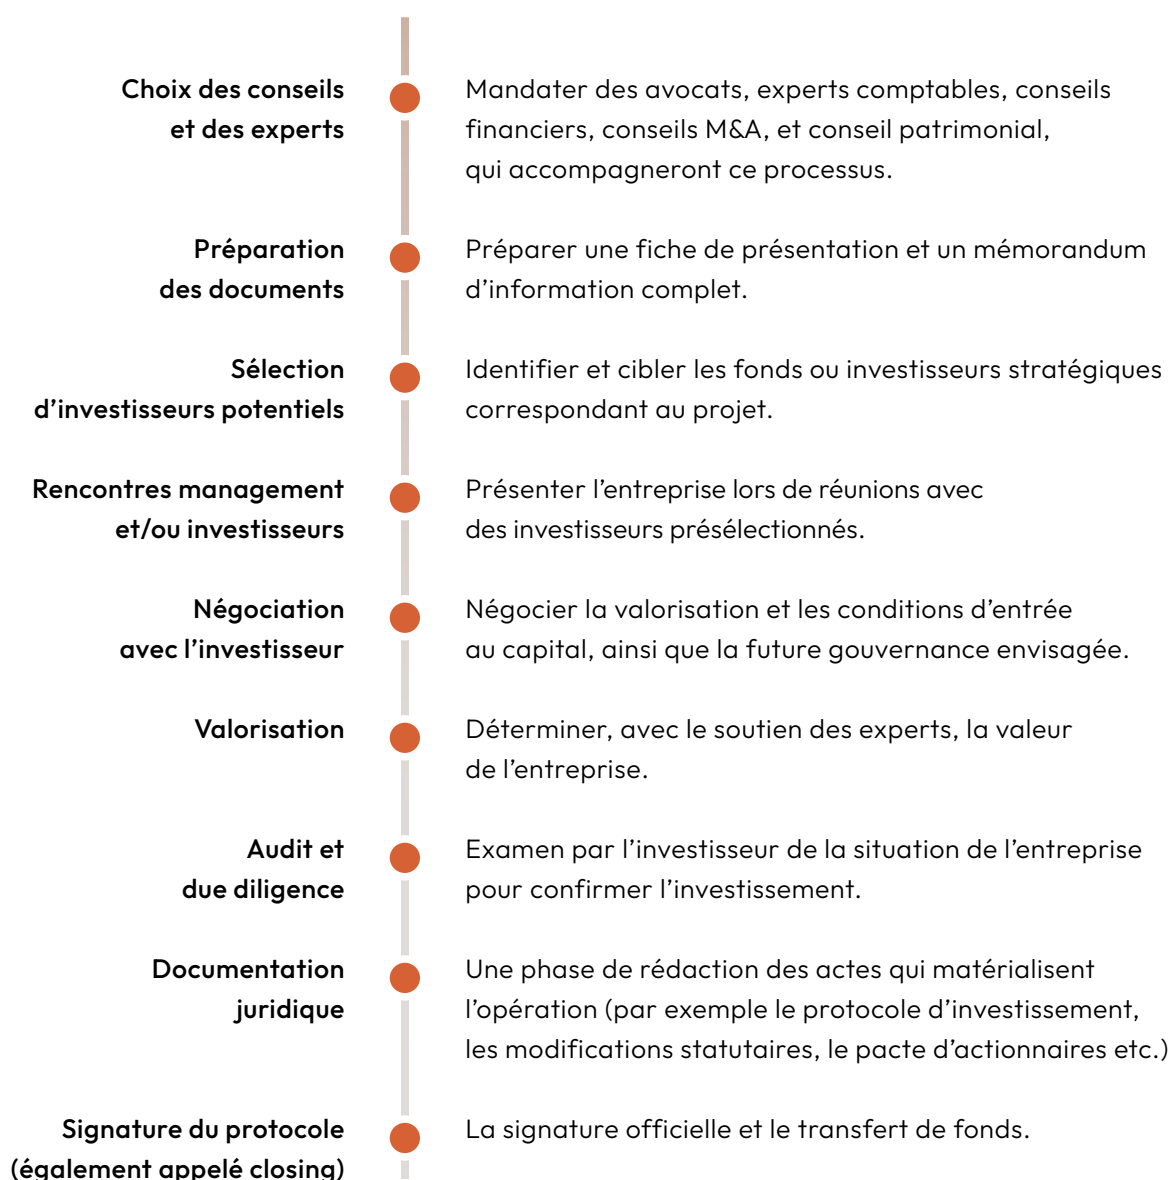 Choix des conseils
et des experts
Mandater des avocats, experts comptables, conseils
financiers, conseils M&A, et conseil patrimonial,
qui accompagneront ce processus.
Préparation
des documents
Préparer une fiche de présentation et un mémorandum
d’information complet.
Sélection
d’investisseurs potentiels
Identifier et cibler les fonds ou investisseurs stratégiques
correspondant au projet.
Rencontres management
et/ou investisseurs
Présenter l’entreprise lors de réunions avec
des investisseurs présélectionnés.
Négociation
avec l’investisseur
Négocier la valorisation et les conditions d’entrée
au capital, ainsi que la future gouvernance envisagée.
Valorisation
Déterminer, avec le soutien des experts, la valeur
de l’entreprise.
Audit et
due diligence
Examen par l’investisseur de la situation de l’entreprise
pour confirmer l’investissement.
Documentation
juridique
Une phase de rédaction des actes qui matérialisent
l’opération (par exemple le protocole d’investissement,
les modifications statutaires, le pacte d’actionnaires etc.)
Signature du protocole
(également appelé closing)
La signature officielle et le transfert de fonds.